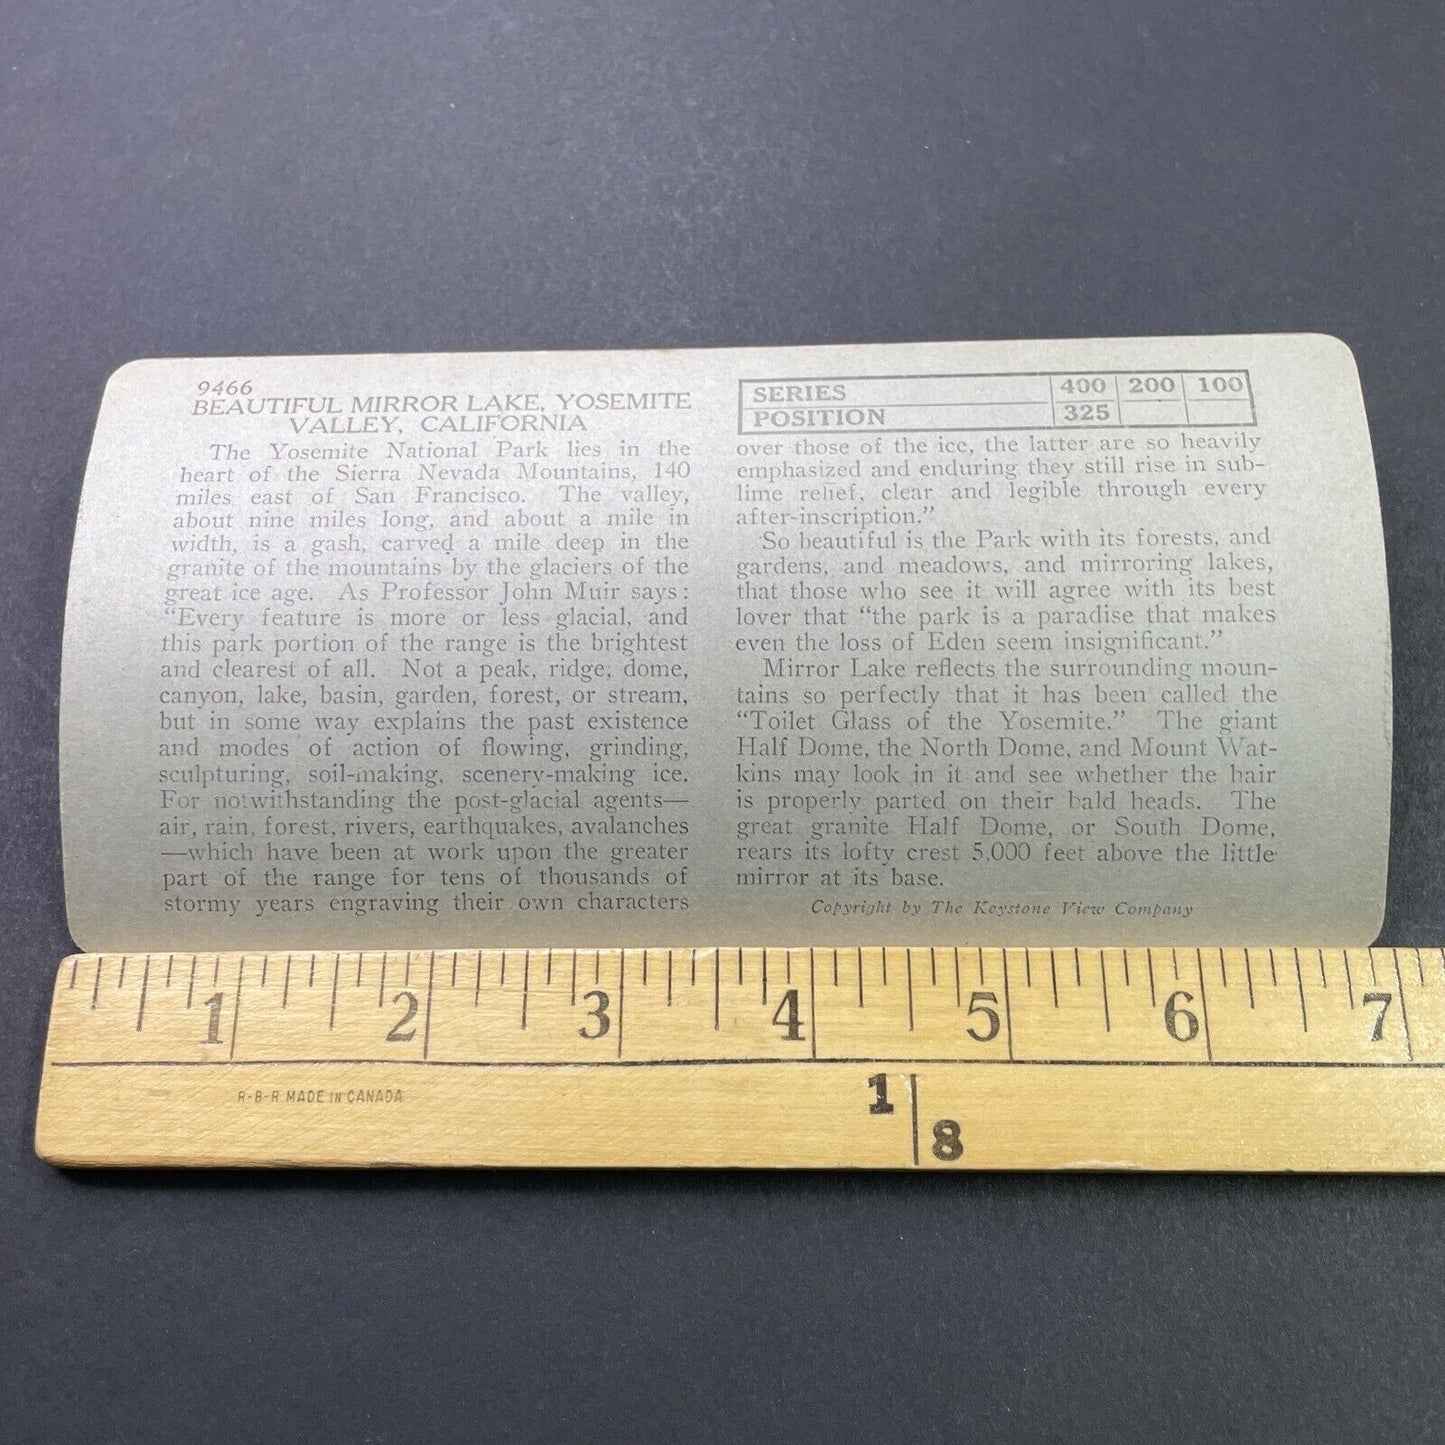 9466
BEAUTIFUL MIRROR LAKE, YOSEMITE
VALLEY, CALIFORNIA
The Yosemite National Park lies in the
heart of the Sierra Nevada Mountains, 140
miles east of San Francisco. The valley,
about nine miles long, and about a mile in
width, is a gash, carved a mile deep in the
granite of the mountains by the glaciers of the
great ice age. As Professor John Muir says:
"Every feature is more or less glacial, and
this park portion of the range is the brightest
and clearest of all. Not a peak, ridge, dome,
canyon, lake, basin, garden, forest, or stream,
but in some way explains the past existence
and modes of action of flowing, grinding,
sculpturing, soil-making, scenery-making ice.
For notwithstanding the post-glacial agents—
air, rain, forest, rivers, earthquakes, avalanches
—which have been at work upon the greater
part of the range for tens of thousands of
stormy years engraving their own characters
SERIES 400 200 100
POSITION 325
over those of the ice, the latter are so heavily
emphasized and enduring they still rise in sub-
lime relief, clear and legible through every
after-inscription."
So beautiful is the Park with its forests, and
gardens, and meadows, and mirroring lakes,
that those who see it will agree with its best
lover that "the park is a paradise that makes
even the loss of Eden seem insignificant."
Mirror Lake reflects the surrounding moun-
tains so perfectly that it has been called the
"Toilet Glass of the Yosemite." The giant
Half Dome, the North Dome, and Mount Wat-
kins may look in it and see whether the hair
is properly parted on their bald heads. The
great granite Half Dome, or South Dome,
rears its lofty crest 5,000 feet above the little
mirror at its base.
Copyright by The Keystone View Company
1 2 3 4 5 6 7
R-B-R MADE IN CANADA
1 8